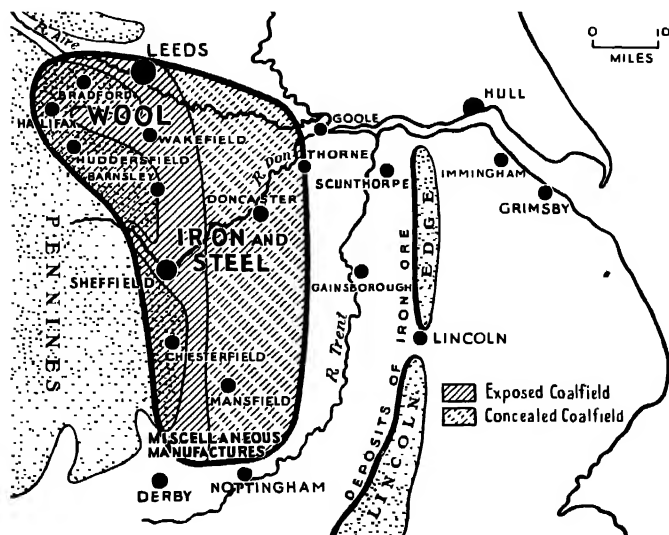 R. Aire
LEEDS
BRADFORD
WOOL
HALIFAX
WAKEFIELD
HUDDERSFIELD
BARNSLEY
R. Don
GOOLE
THORNE
HULL
0 10
MILES
SCUNTHORPE
IMMINGHAM
GRIMSBY
DONCASTER
IRON AND
STEEL
SHEFFIELD
PENNINES
GAINSBOROUGH
R. Trent
CHESTERFIELD
MANSFIELD
MISCELLANEOUS
MANUFACTURES
DERBY
NOTTINGHAM
LINCOLN
DEPOSITS OF IRON ORE
LINCOLN EDGE
Exposed Coalfield
Concealed Coalfield